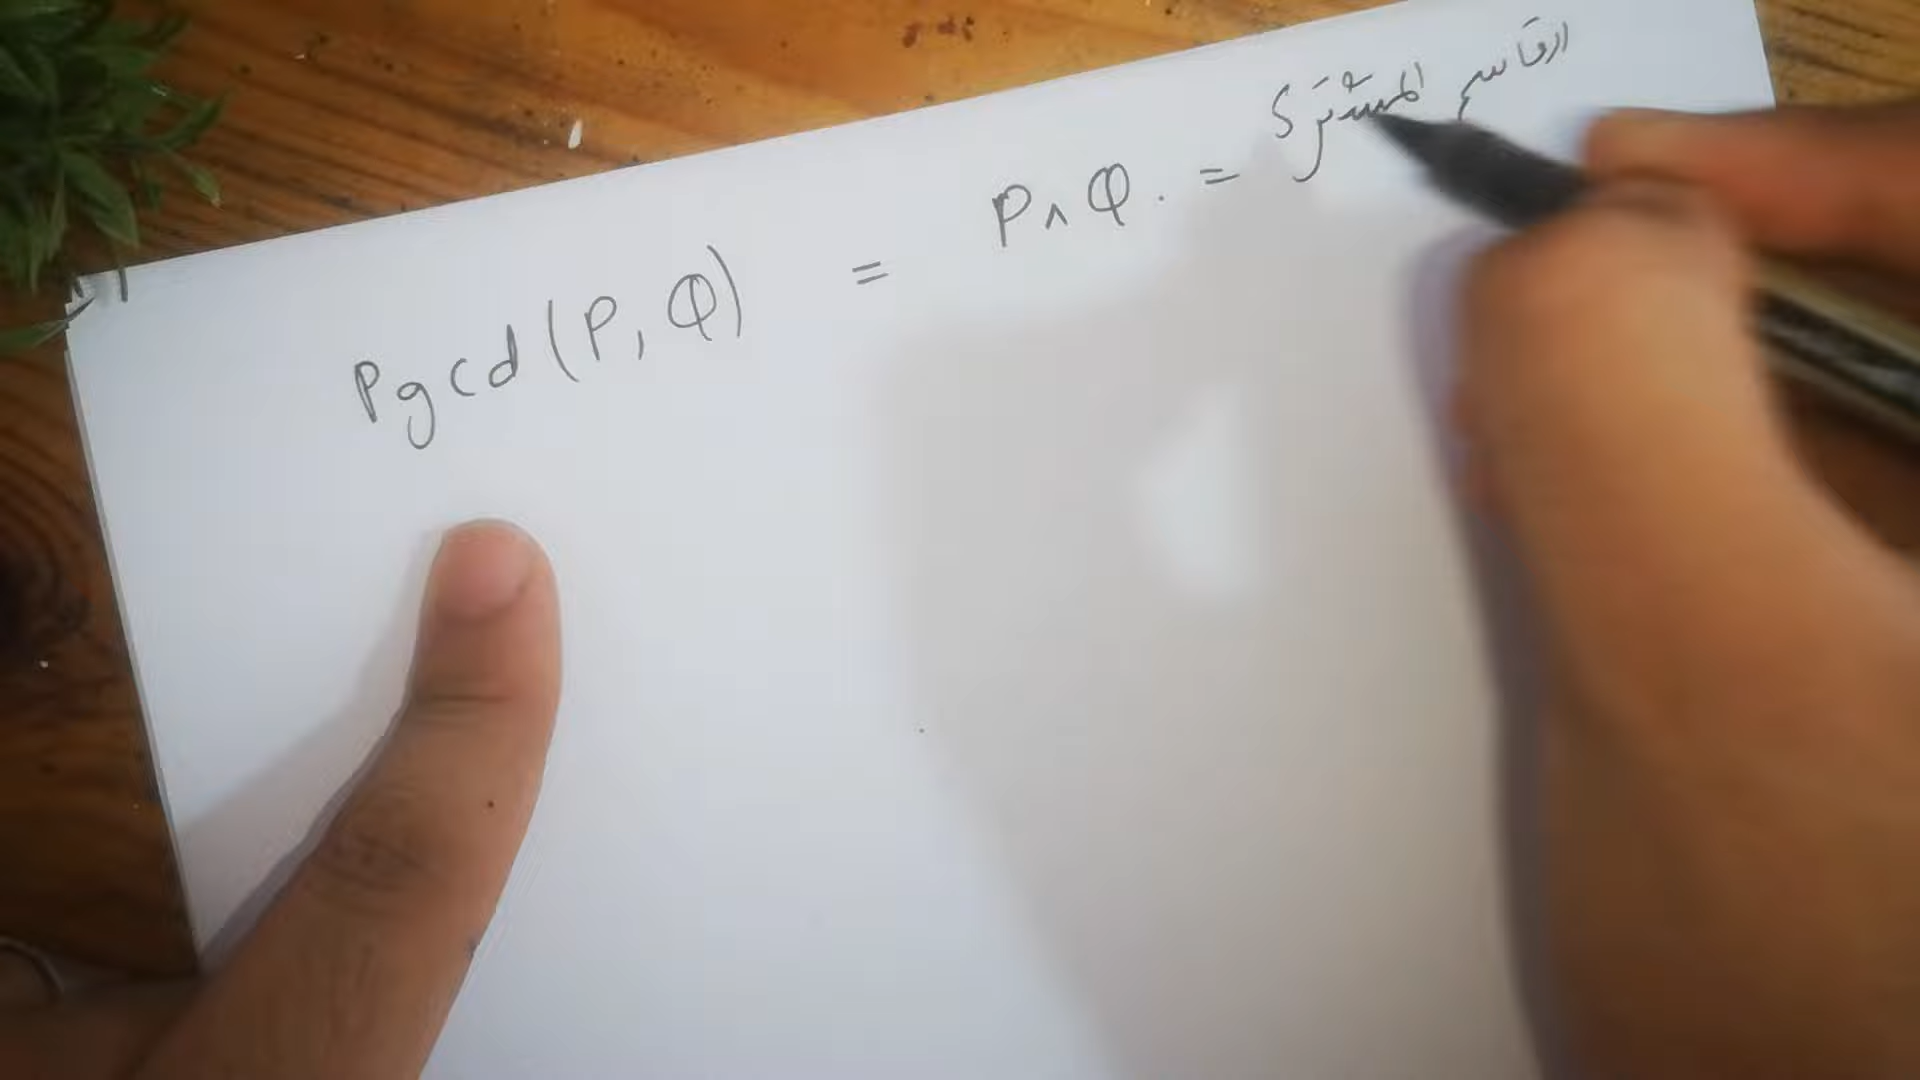 Pgcd(P, Q) = P ∧ Q. = القاسم المشترك